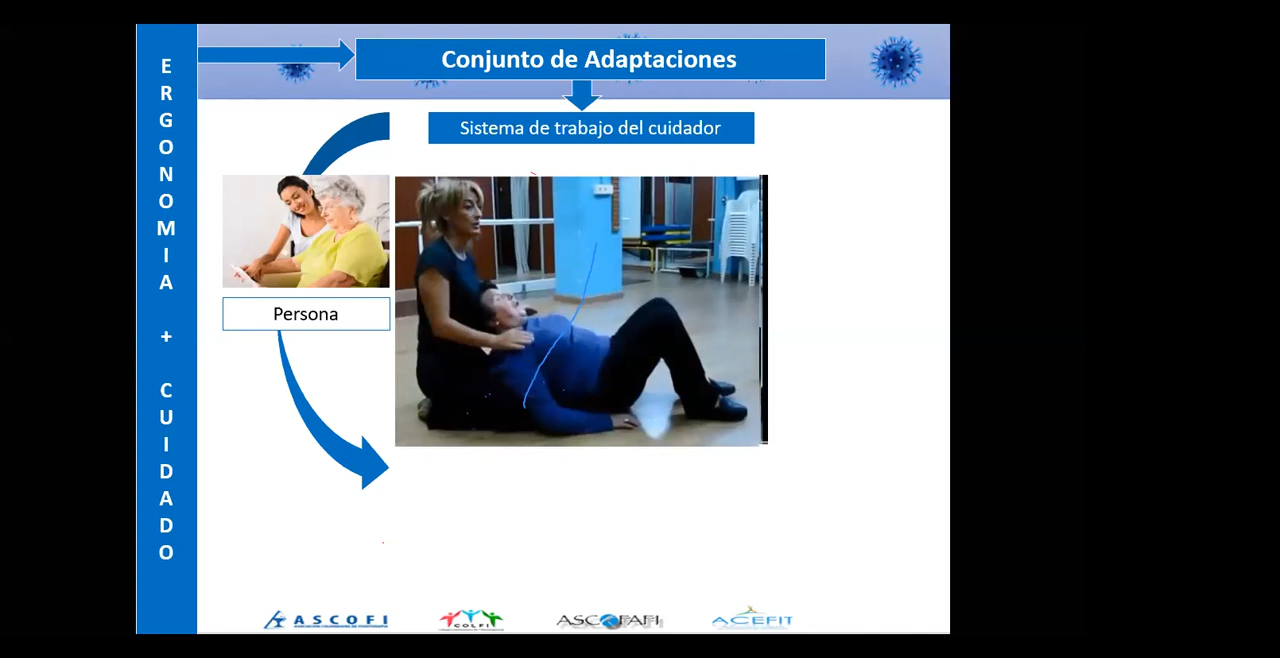 ERGONOMIA + CUIDADO
Conjunto de Adaptaciones
Sistema de trabajo del cuidador
Persona
ASCOFI
COLFI
ASCOFAFI
ACEFIT